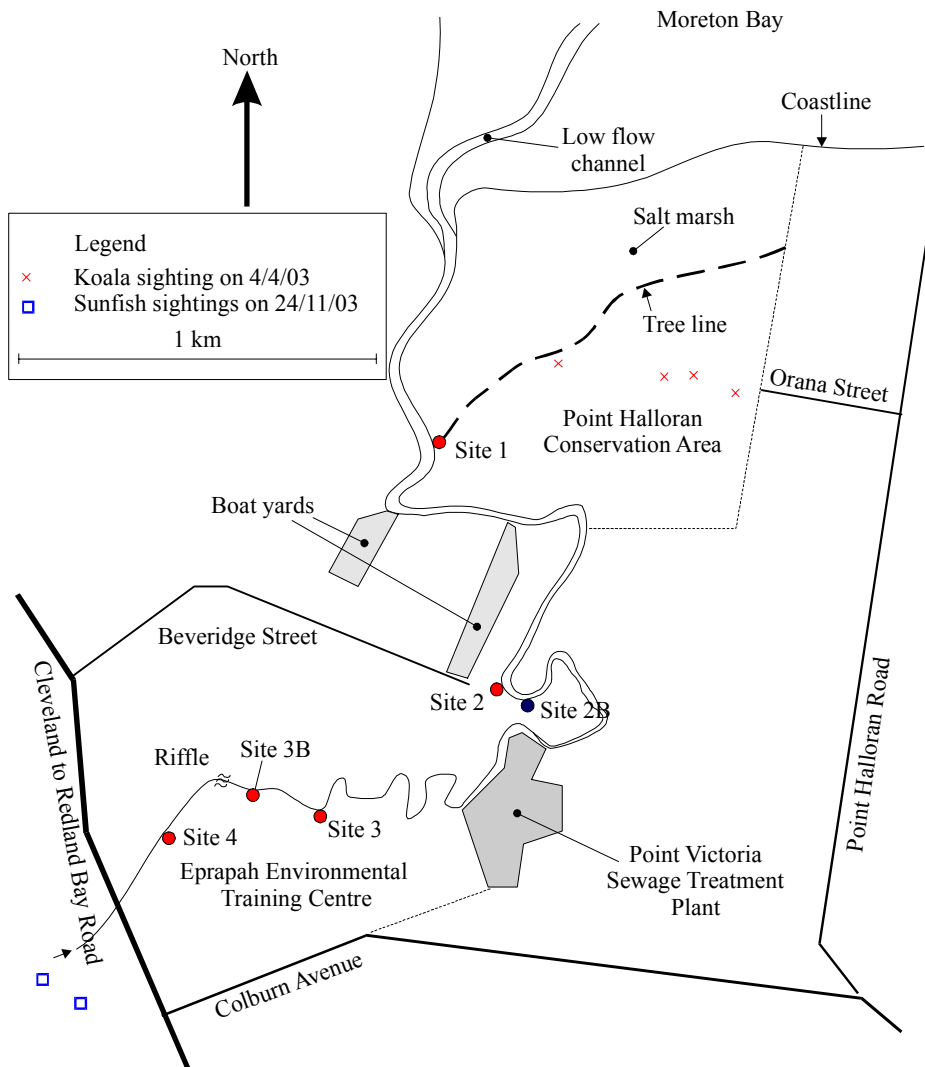 Moreton Bay
North
Coastline
Low flow
channel
Salt marsh
Legend
Koala sighting on 4/4/03
Sunfish sightings on 24/11/03
1 km
Tree line
Orana Street
Point Halloran
Conservation Area
Site 1
Boat yards
Beveridge Street
Site 2
Site 2B
Cleveland to Redland Bay Road
Point Halloran Road
Riffle
Site 3B
Site 3
Site 4
Eprapah Environmental
Training Centre
Point Victoria
Sewage Treatment
Plant
Colburn Avenue